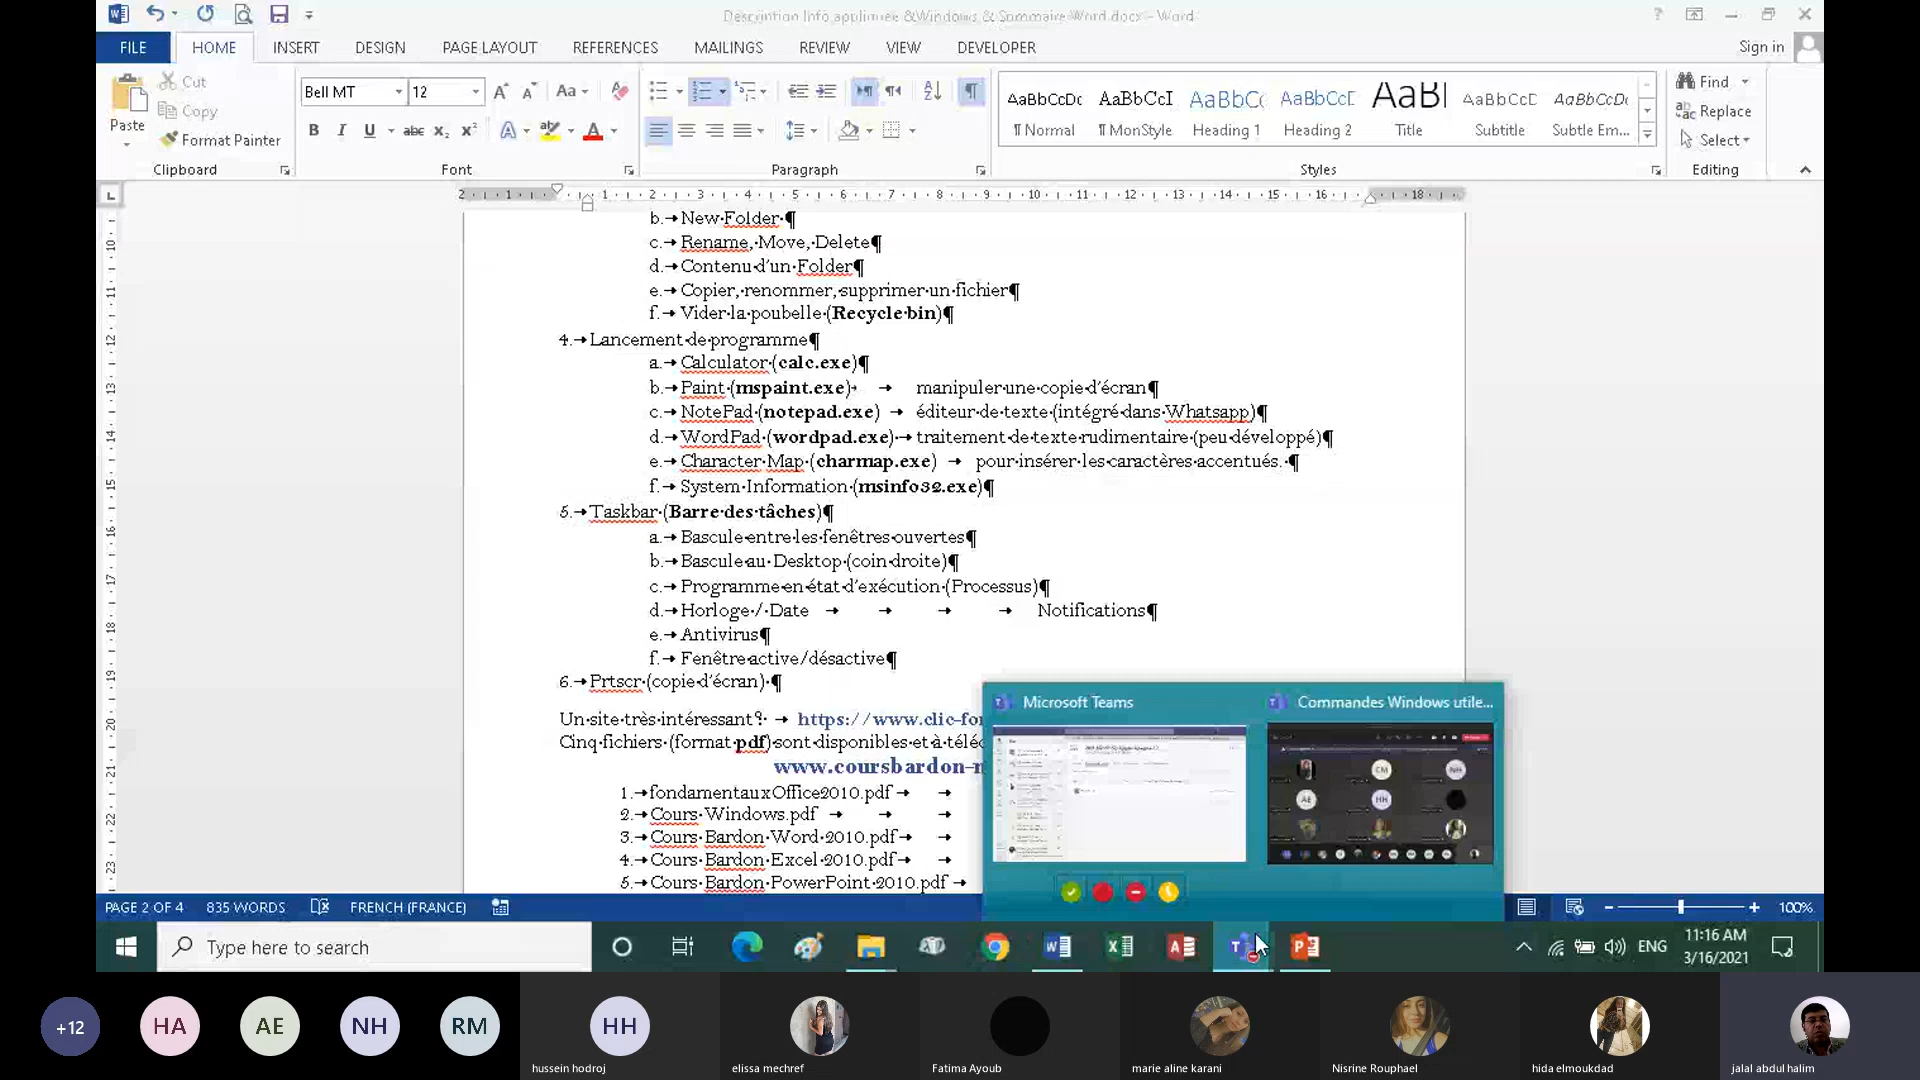 Description Info appliquée &Windows & Sommaire Word.docx - Word
FILE HOME INSERT DESIGN PAGE LAYOUT REFERENCES MAILINGS REVIEW VIEW DEVELOPER Sign in
Cut
Copy
Format Painter
Paste
Clipboard
Bell MT 12
Font
Paragraph
AaBbCcDc AaBbCcI AaBbC( AaBbCcD AaBl AaBbCcD AaBbCcDı
¶ Normal ¶ MonStyle Heading 1 Heading 2 Title Subtitle Subtle Em...
Styles
Find
Replace
Select
Editing
b.→New Folder ¶
c.→Rename, Move, Delete¶
d.→Contenu d'un Folder¶
e.→Copier, renommer, supprimer un fichier¶
f.→Vider la poubelle (Recycle bin)¶
4.→Lancement de programme¶
a.→Calculator (calc.exe)¶
b.→Paint (mspaint.exe) → manipuler une copie d'écran¶
c.→NotePad (notepad.exe) → éditeur de texte (intégré dans Whatsapp)¶
d.→WordPad (wordpad.exe) → traitement de texte rudimentaire (peu développé)¶
e.→Character Map (charmap.exe) → pour insérer les caractères accentués. ¶
f.→System Information (msinfo32.exe)¶
5.→Taskbar (Barre des tâches)¶
a.→Bascule entre les fenêtres ouvertes¶
b.→Bascule au Desktop (coin droite)¶
c.→Programme en état d'exécution (Processus)¶
d.→Horloge / Date → → → → Notifications¶
e.→Antivirus¶
f.→Fenêtre active/désactive¶
6.→Prtscr (copie d'écran) ¶
Un site très intéressant : → https://www.clic-for
Cinq fichiers (format pdf) sont disponibles et à téléc
www.coursbardon-n
1.→fondamentauxOffice2010.pdf→ →
2.→Cours Windows.pdf → → →
3.→Cours Bardon Word 2010.pdf→ →
4.→Cours Bardon Excel 2010.pdf→ →
5.→Cours Bardon PowerPoint 2010.pdf →
Microsoft Teams
Commandes Windows utile...
PAGE 2 OF 4 835 WORDS FRENCH (FRANCE) 100%
Type here to search
ENG
11:16 AM
3/16/2021
+12 HA AE NH RM HH
hussein hodroj elissa mechref Fatima Ayoub marie aline karani Nisrine Rouphael hida elmoukdad jalal abdul halim